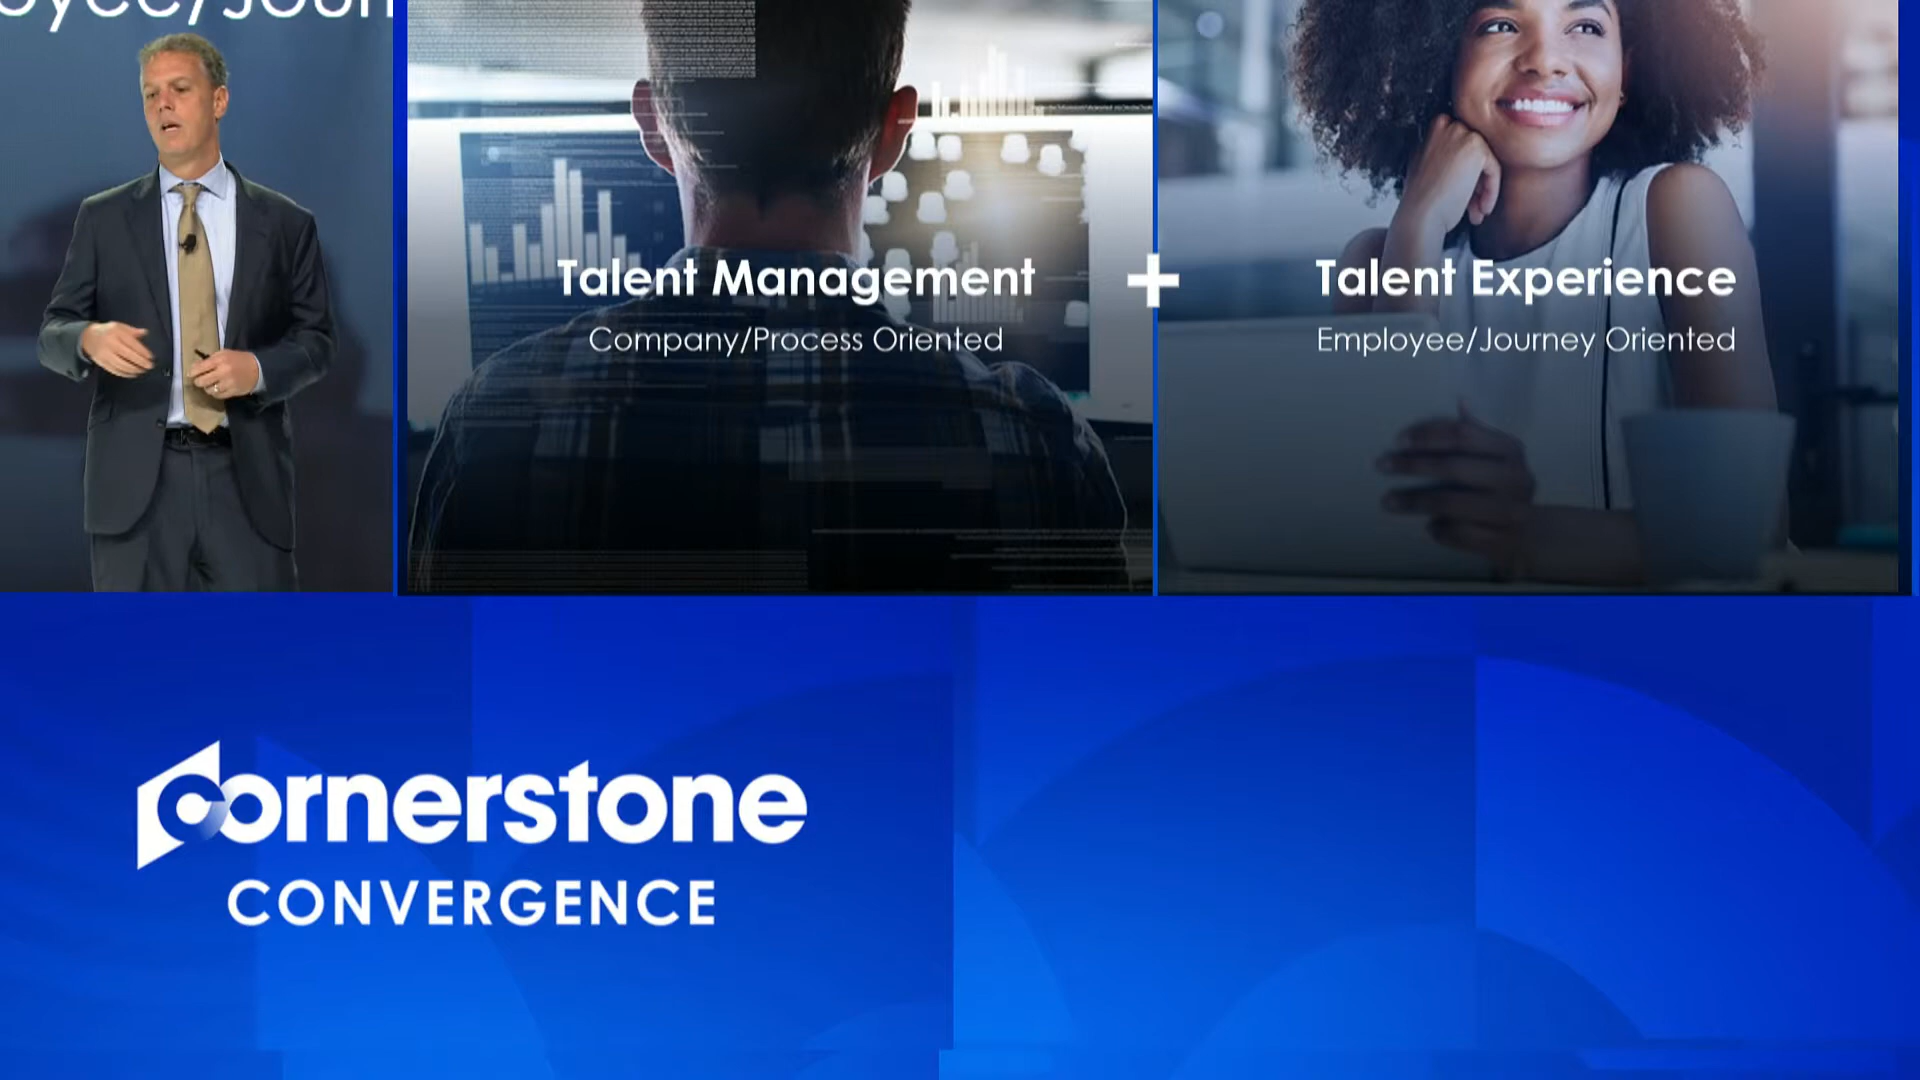 Talent Management
Company/Process Oriented
+
Talent Experience
Employee/Journey Oriented
cornerstone
CONVERGENCE